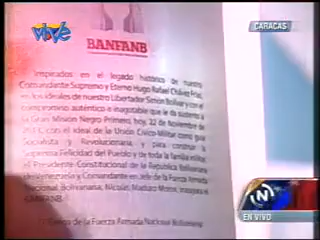 vive
CARACAS
BANFANB
Inspirados en el legado histórico de nuestro
Comandante Supremo y Eterno Hugo Rafael Chávez Frías,
en los ideales de nuestro Libertador Simón Bolívar y con el
compromiso auténtico e inagotable que le da sustento a
la Gran Misión Negro Primero, hoy, 22 de Noviembre de
2013, con el ideal de la Unión Cívico-Militar como guía
Socialista y Revolucionaria, y para construir la
Suprema Felicidad del Pueblo y de toda la familia militar,
el Presidente Constitucional de la República Bolivariana
de Venezuela y Comandante en Jefe de la Fuerza Armada
Nacional Bolivariana, Nicolás Maduro Moros, inaugura el
BANFANB
Banco de la Fuerza Armada Nacional Bolivariana
EN VIVO